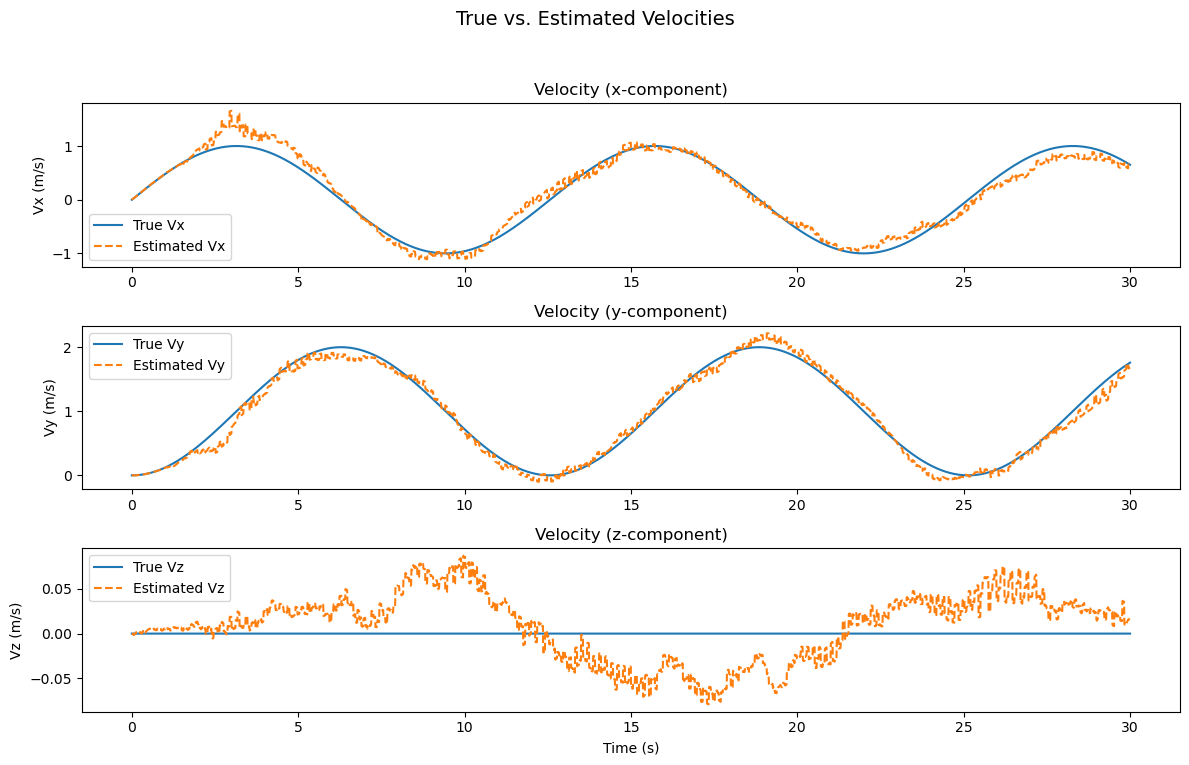 True vs. Estimated Velocities
Velocity (x-component)
Vx (m/s)
1
0
−1
True Vx
Estimated Vx
0 5 10 15 20 25 30
Velocity (y-component)
Vy (m/s)
2
1
0
True Vy
Estimated Vy
0 5 10 15 20 25 30
Velocity (z-component)
Vz (m/s)
0.05
0.00
−0.05
True Vz
Estimated Vz
0 5 10 15 20 25 30
Time (s)